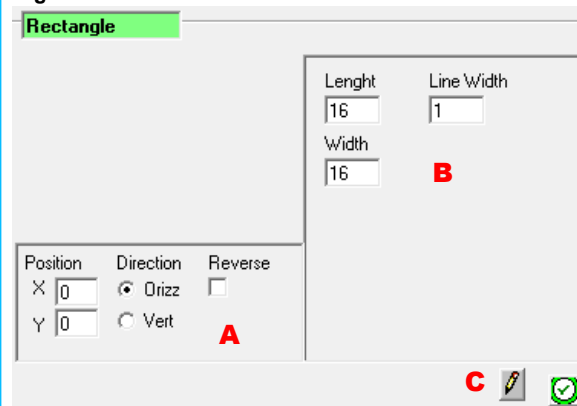 Rectangle
Lenght Line Width
16 1
Width
16 B
Position Direction Reverse
X 0 Orizz
Y 0 Vert
A
C